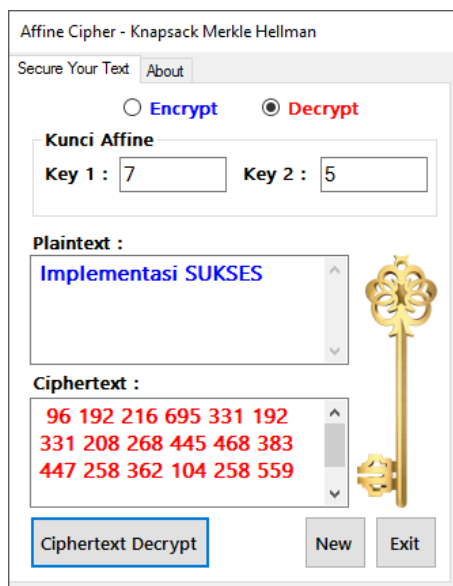 Affine Cipher - Knapsack Merkle Hellman
Secure Your Text About
Encrypt Decrypt
Kunci Affine
Key 1 : 7 Key 2 : 5
Plaintext :
Implementasi SUKSES
Ciphertext :
96 192 216 695 331 192
331 208 268 445 468 383
447 258 362 104 258 559
Ciphertext Decrypt New Exit